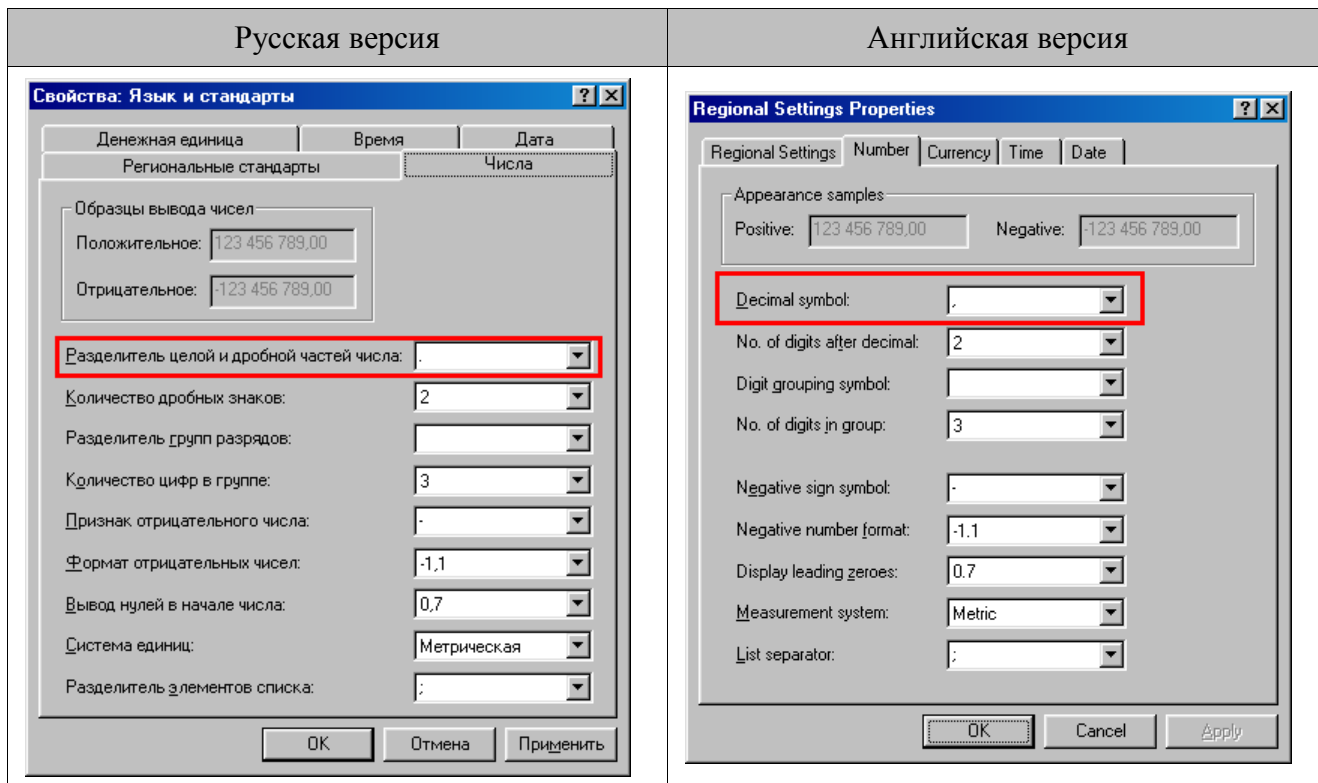 Русская версия
Английская версия
Свойства: Язык и стандарты
Денежная единица Время Дата
Региональные стандарты Числа
Образцы вывода чисел
Положительное: 123 456 789,00
Отрицательное: -123 456 789,00
Разделитель целой и дробной частей числа: .
Количество дробных знаков: 2
Разделитель групп разрядов:
Количество цифр в группе: 3
Признак отрицательного числа: -
Формат отрицательных чисел: -1,1
Вывод нулей в начале числа: 0,7
Система единиц: Метрическая
Разделитель элементов списка: ;
OK Отмена Применить
Regional Settings Properties
Regional Settings Number Currency Time Date
Appearance samples
Positive: 123 456 789,00 Negative: -123 456 789,00
Decimal symbol: ,
No. of digits after decimal: 2
Digit grouping symbol:
No. of digits in group: 3
Negative sign symbol: -
Negative number format: -1.1
Display leading zeroes: 0.7
Measurement system: Metric
List separator: ;
OK Cancel Apply